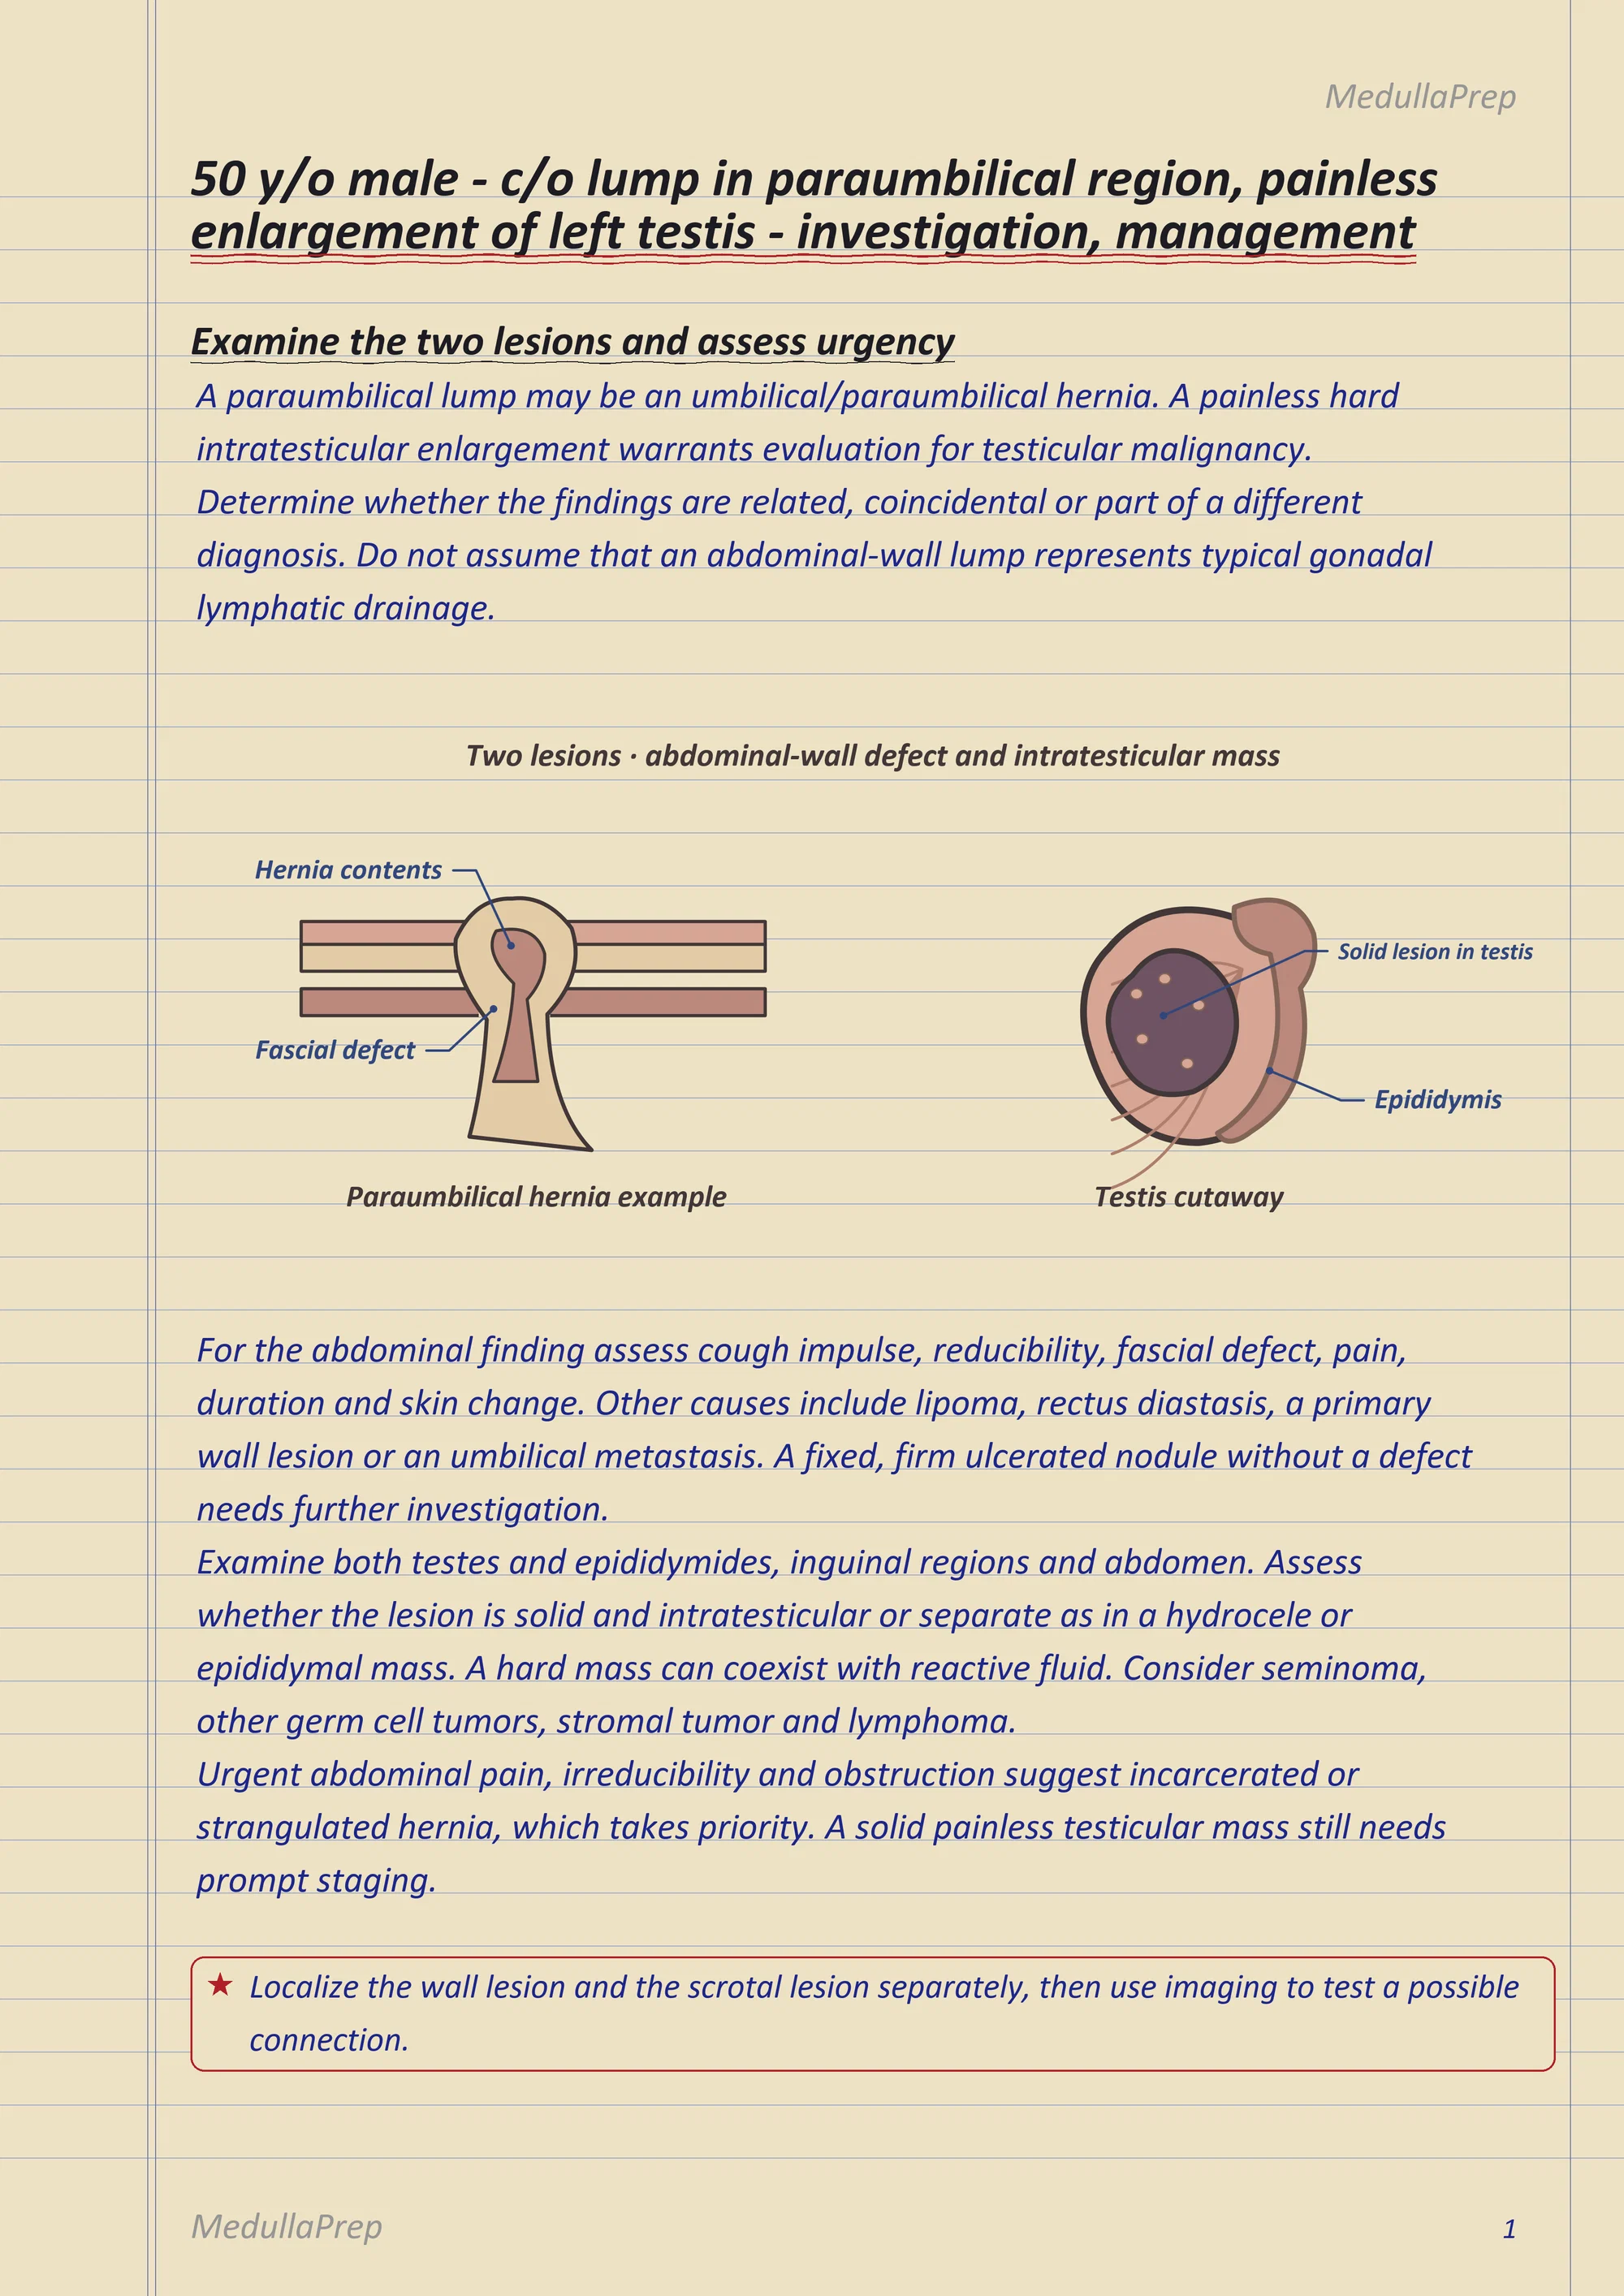 MedullaPrep
50 y/o male - c/o lump in paraumbilical region, painless
enlargement of left testis - investigation, management
Examine the two lesions and assess urgency
A paraumbilical lump may be an umbilical/paraumbilical hernia. A painless hard
intratesticular enlargement warrants evaluation for testicular malignancy.
Determine whether the findings are related, coincidental or part of a different
diagnosis. Do not assume that an abdominal-wall lump represents typical gonadal
lymphatic drainage.
Two lesions · abdominal-wall defect and intratesticular mass
Hernia contents
Fascial defect
Paraumbilical hernia example
Solid lesion in testis
Epididymis
Testis cutaway
For the abdominal finding assess cough impulse, reducibility, fascial defect, pain,
duration and skin change. Other causes include lipoma, rectus diastasis, a primary
wall lesion or an umbilical metastasis. A fixed, firm ulcerated nodule without a defect
needs further investigation.
Examine both testes and epididymides, inguinal regions and abdomen. Assess
whether the lesion is solid and intratesticular or separate as in a hydrocele or
epididymal mass. A hard mass can coexist with reactive fluid. Consider seminoma,
other germ cell tumors, stromal tumor and lymphoma.
Urgent abdominal pain, irreducibility and obstruction suggest incarcerated or
strangulated hernia, which takes priority. A solid painless testicular mass still needs
prompt staging.
★ Localize the wall lesion and the scrotal lesion separately, then use imaging to test a possible
connection.
MedullaPrep
1